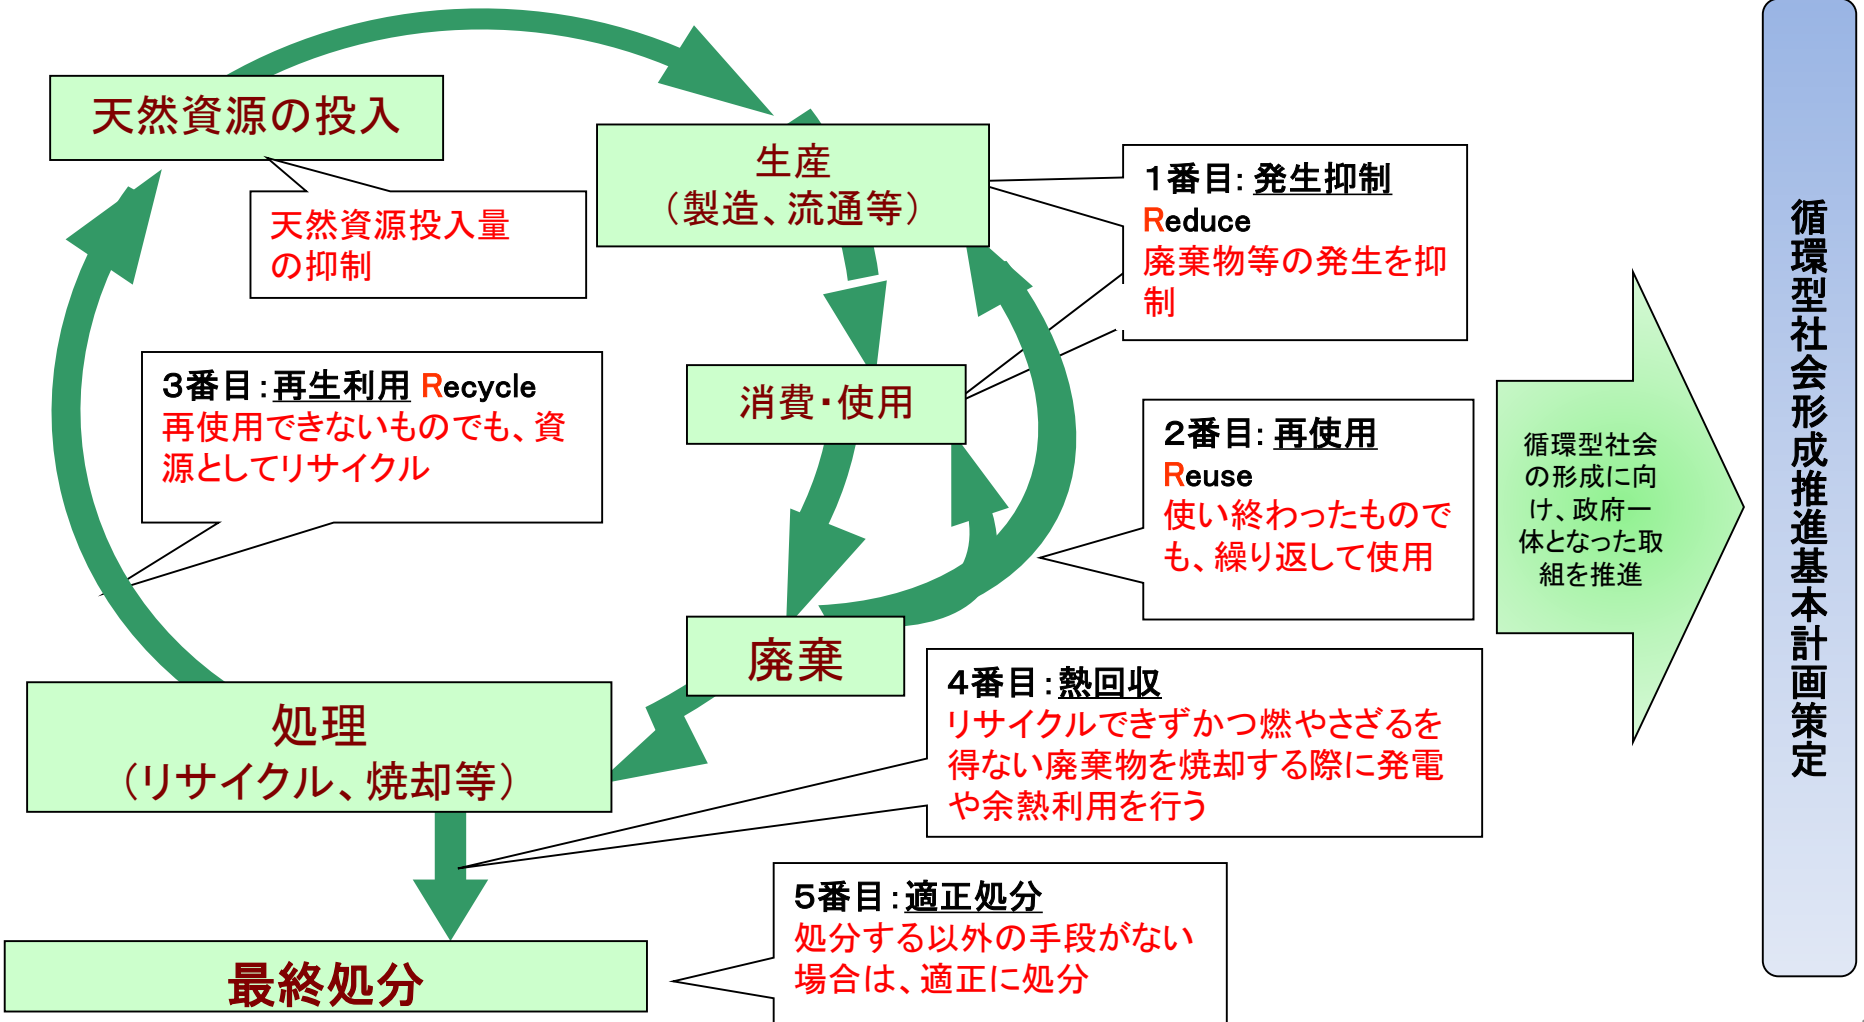 天然資源の投入
天然資源投入量
の抑制
生産
（製造、流通等）
1番目：発生抑制
Reduce
廃棄物等の発生を抑
制
消費・使用
3番目：再生利用 Recycle
再使用できないものでも、資
源としてリサイクル
2番目：再使用
Reuse
使い終わったもので
も、繰り返して使用
廃棄
処理
（リサイクル、焼却等）
4番目：熱回収
リサイクルできずかつ燃やさざるを
得ない廃棄物を焼却する際に発電
や余熱利用を行う
最終処分
5番目：適正処分
処分する以外の手段がない
場合は、適正に処分
循環型社会
の形成に向
け、政府一
体となった取
組を推進
循環型社会形成推進基本計画策定